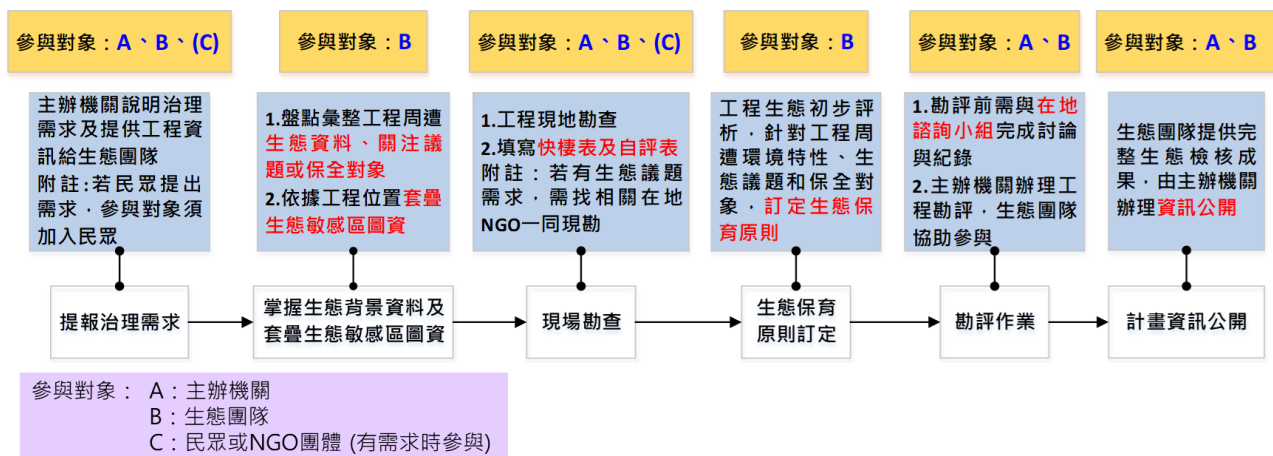 參與對象：A、B、(C)
參與對象：B
參與對象：A、B、(C)
參與對象：B
參與對象：A、B
參與對象：A、B
主辦機關說明治理
需求及提供工程資
訊給生態團隊
附註:若民眾提出
需求，參與對象須
加入民眾
1.盤點彙整工程周遭
生態資料、關注議
題或保全對象
2.依據工程位置套疊
生態敏感區圖資
1.工程現地勘查
2.填寫快棲表及自評表
附註：若有生態議題
需求，需找相關在地
NGO一同現勘
工程生態初步評
析，針對工程周
遭環境特性、生
態議題和保全對
象，訂定生態保
育原則
1.勘評前需與在地
諮詢小組完成討論
與紀錄
2.主辦機關辦理工
程勘評，生態團隊
協助參與
生態團隊提供完
整生態檢核成
果，由主辦機關
辦理資訊公開
提報治理需求
掌握生態背景資料及
套疊生態敏感區圖資
現場勘查
生態保育
原則訂定
勘評作業
計畫資訊公開
參與對象： A：主辦機關
B：生態團隊
C：民眾或NGO團體 (有需求時參與)